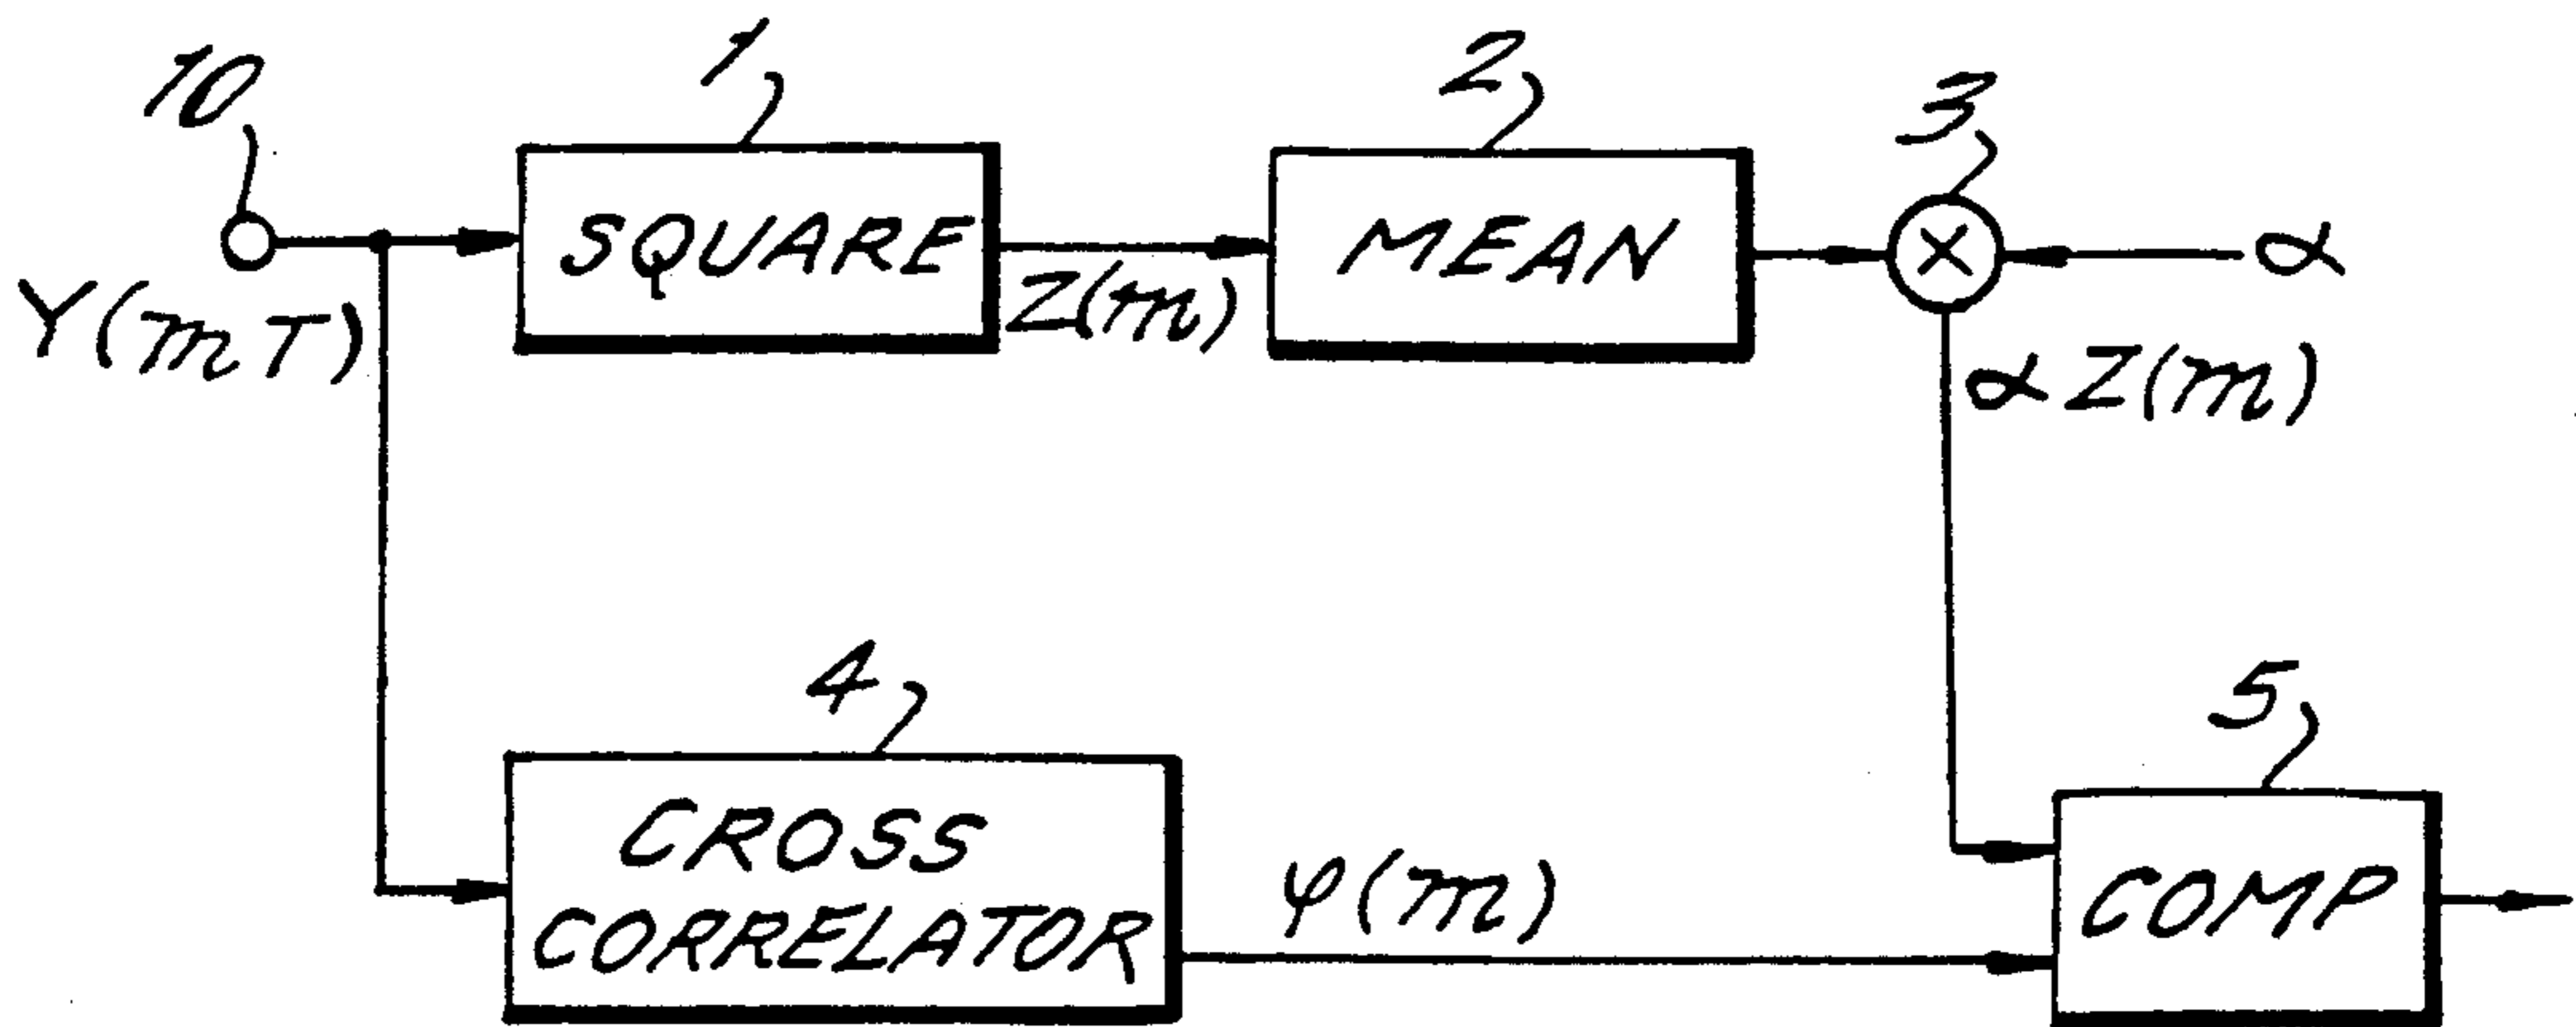 10
1
2
3
Y(mT)
SQUARE
Z(m)
MEAN
×
α
αZ(m)
4
5
CROSS
CORRELATOR
φ(m)
COMP